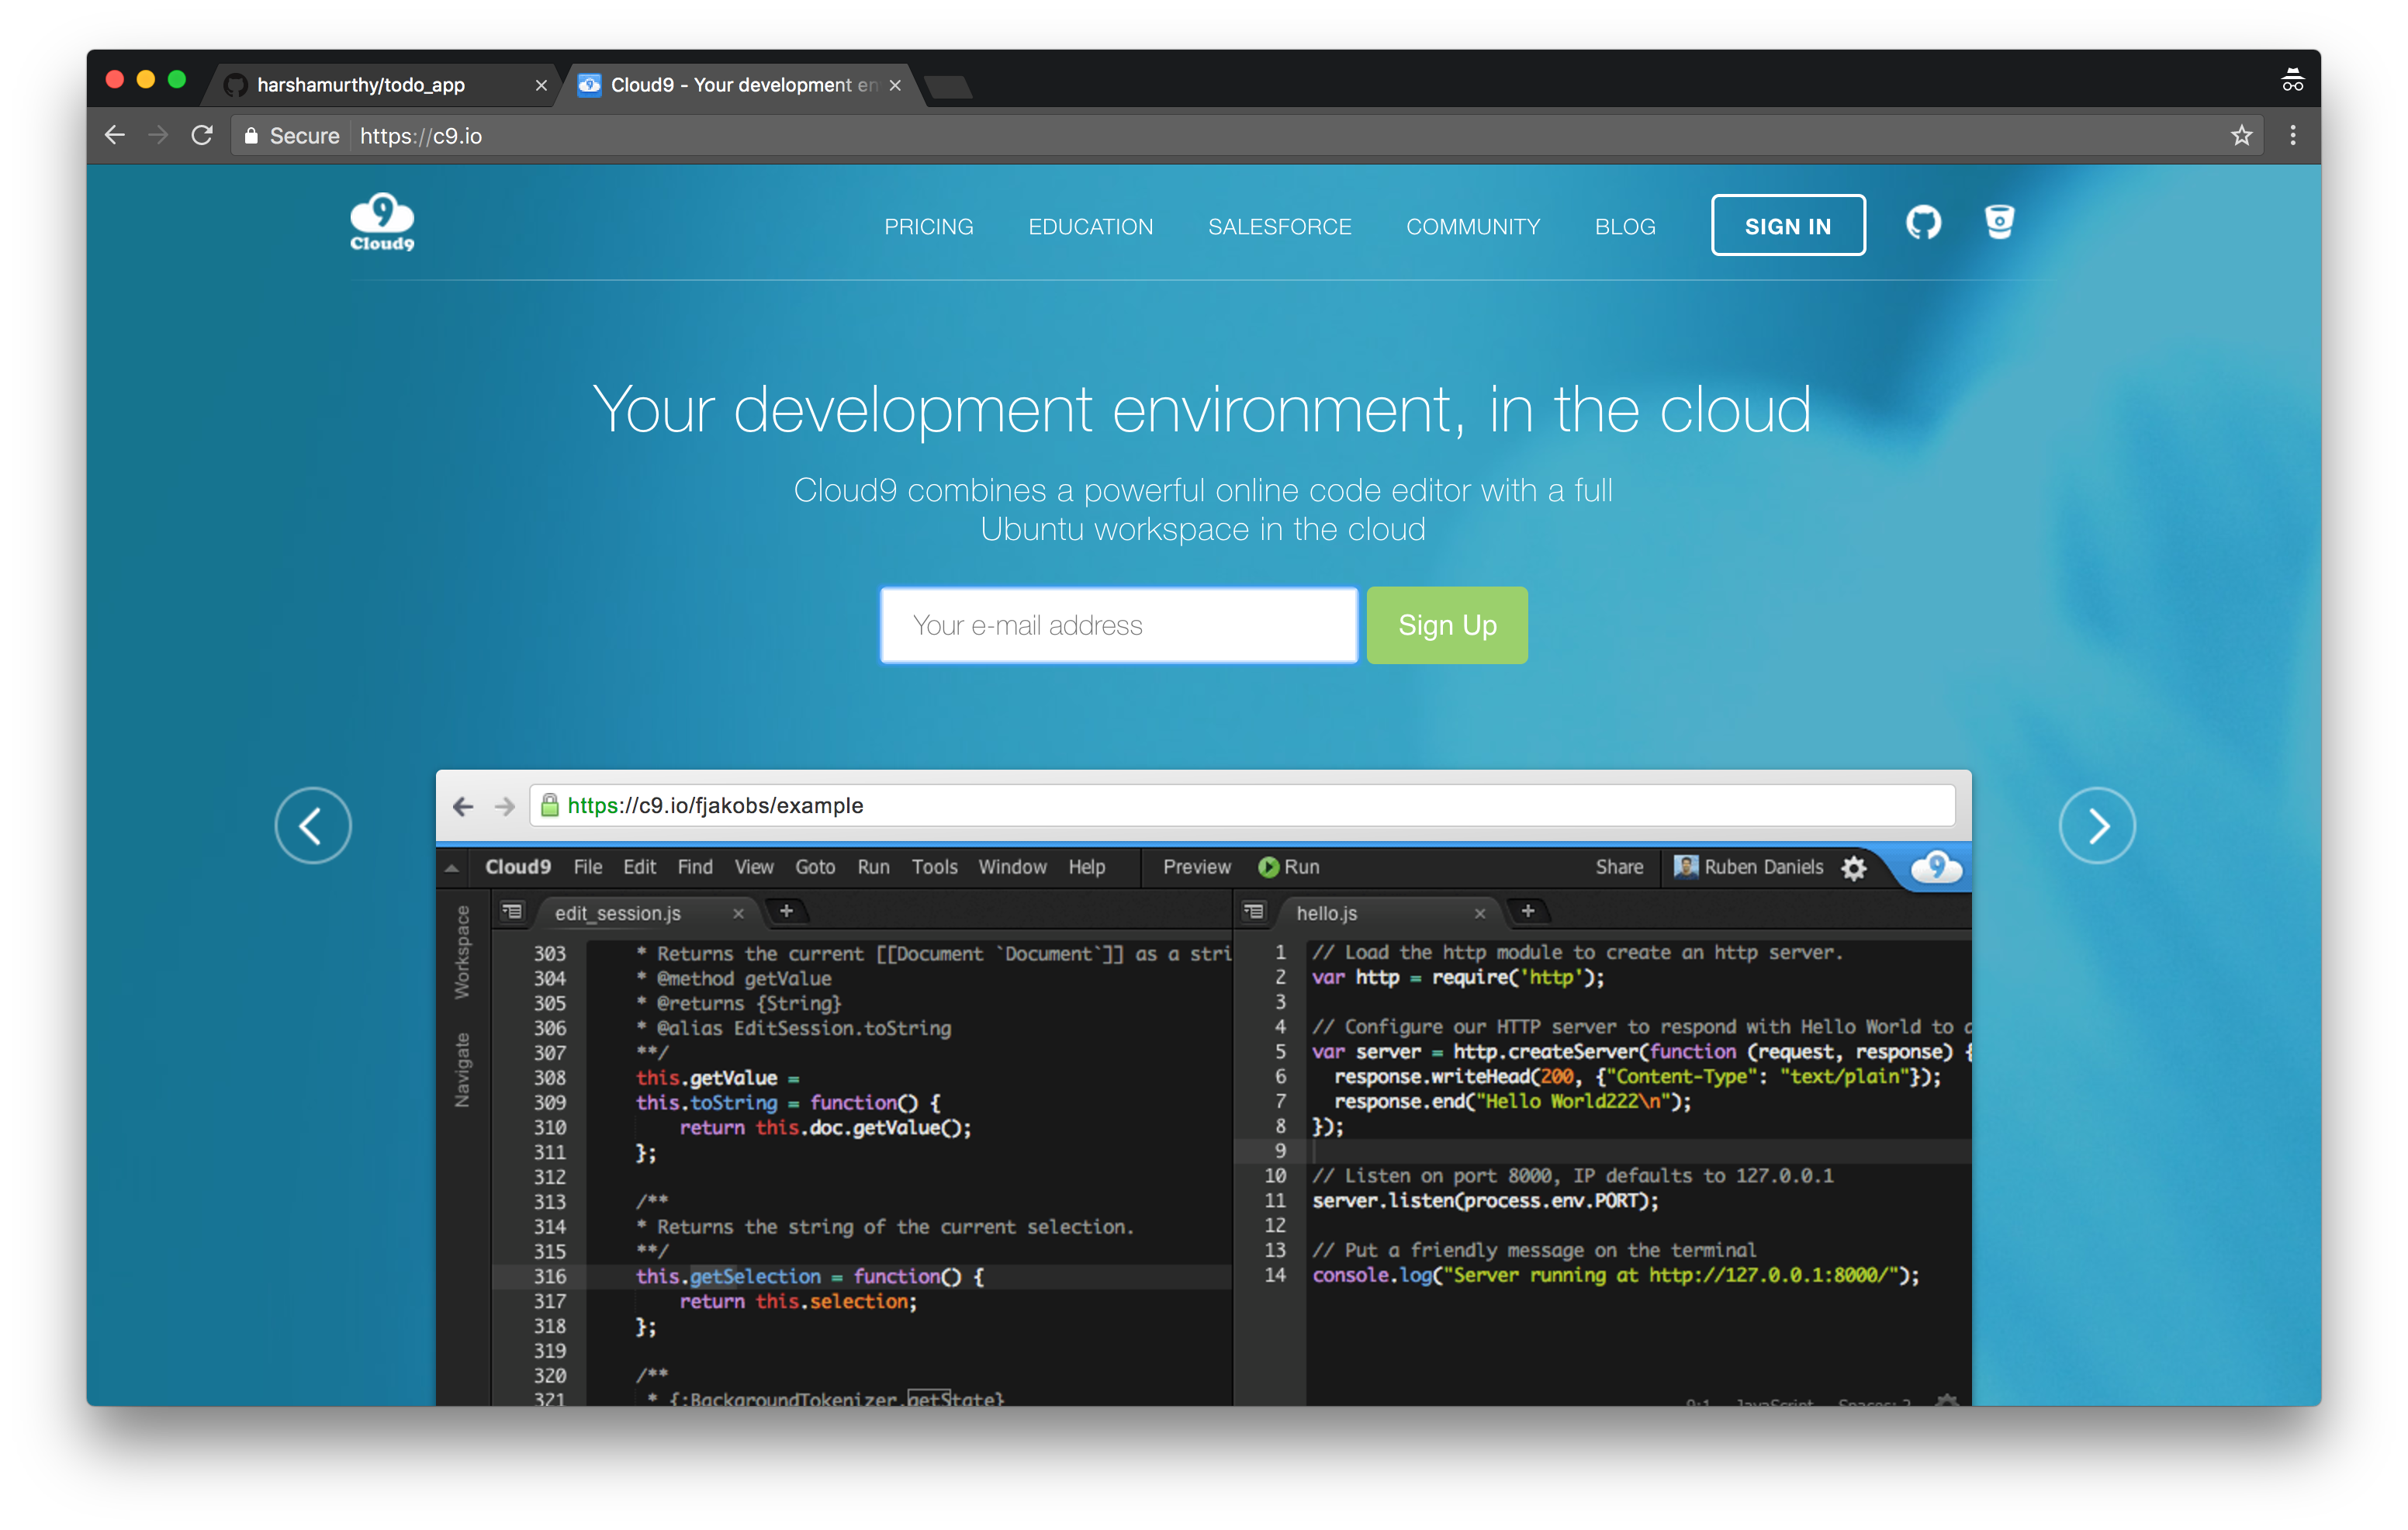 harshamurthy/todo_app
Cloud9 - Your development en
Secure https://c9.io
9
Cloud9
PRICING EDUCATION SALESFORCE COMMUNITY BLOG SIGN IN
Your development environment, in the cloud
Cloud9 combines a powerful online code editor with a full
Ubuntu workspace in the cloud
Your e-mail address Sign Up
https://c9.io/fjakobs/example
Cloud9 File Edit Find View Goto Run Tools Window Help Preview Run Share Ruben Daniels 9
Workspace
Navigate
edit_session.js
303 * Returns the current [[Document `Document`]] as a stri
304 * @method getValue
305 * @returns {String}
306 * @alias EditSession.toString
307 **/
308 this.getValue =
309 this.toString = function() {
310 return this.doc.getValue();
311 };
312
313 /**
314 * Returns the string of the current selection.
315 **/
316 this.getSelection = function() {
317 return this.selection;
318 };
319
320 /**
321 * {:BackgroundTokenizer.getState}
hello.js
1 // Load the http module to create an http server.
2 var http = require('http');
3
4 // Configure our HTTP server to respond with Hello World to a
5 var server = http.createServer(function (request, response) {
6 response.writeHead(200, {"Content-Type": "text/plain"});
7 response.end("Hello World222\n");
8 });
9
10 // Listen on port 8000, IP defaults to 127.0.0.1
11 server.listen(process.env.PORT);
12
13 // Put a friendly message on the terminal
14 console.log("Server running at http://127.0.0.1:8000/");
9:1 JavaScript Spaces: 2